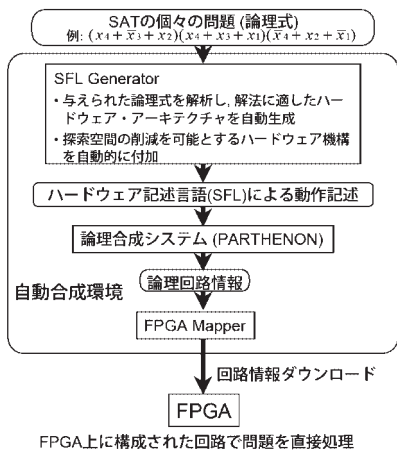 SATの個々の問題 (論理式)
例: (x4 + x̄3 + x2)(x4 + x3 + x1)(x̄4 + x2 + x̄1)
SFL Generator
・与えられた論理式を解析し, 解法に適したハー
ドウェア・アーキテクチャを自動生成
・探索空間の削減を可能とするハードウェア機構
を自動的に付加
ハードウェア記述言語(SFL)による動作記述
論理合成システム (PARTHENON)
論理回路情報
自動合成環境
FPGA Mapper
回路情報ダウンロード
FPGA
FPGA上に構成された回路で問題を直接処理